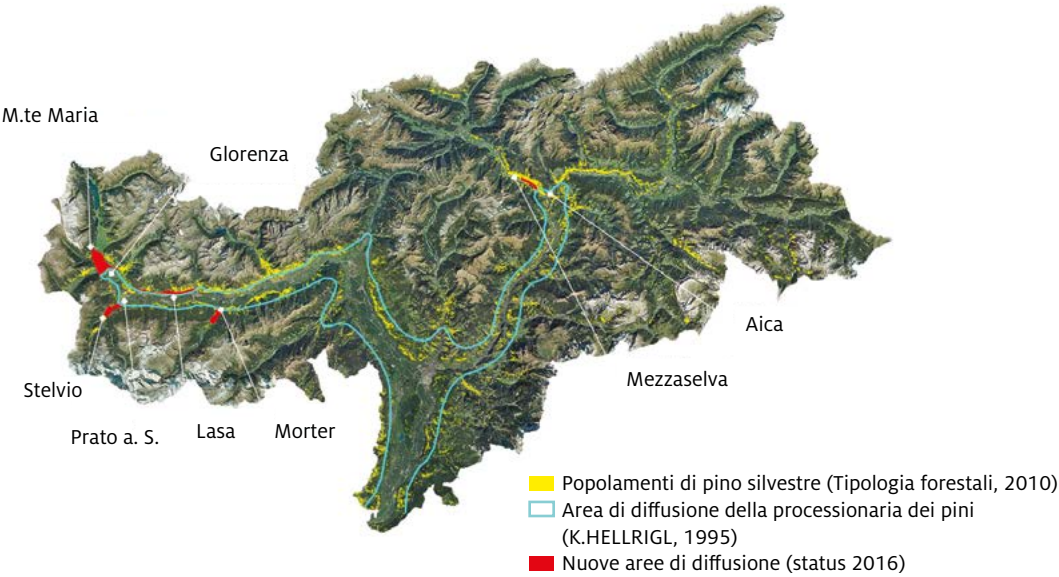 M.te Maria
Glorenza
Aica
Mezzaselva
Stelvio
Prato a. S.
Lasa
Morter
Popolamenti di pino silvestre (Tipologia forestali, 2010)
Area di diffusione della processionaria dei pini
(K.HELLRIGL, 1995)
Nuove aree di diffusione (status 2016)